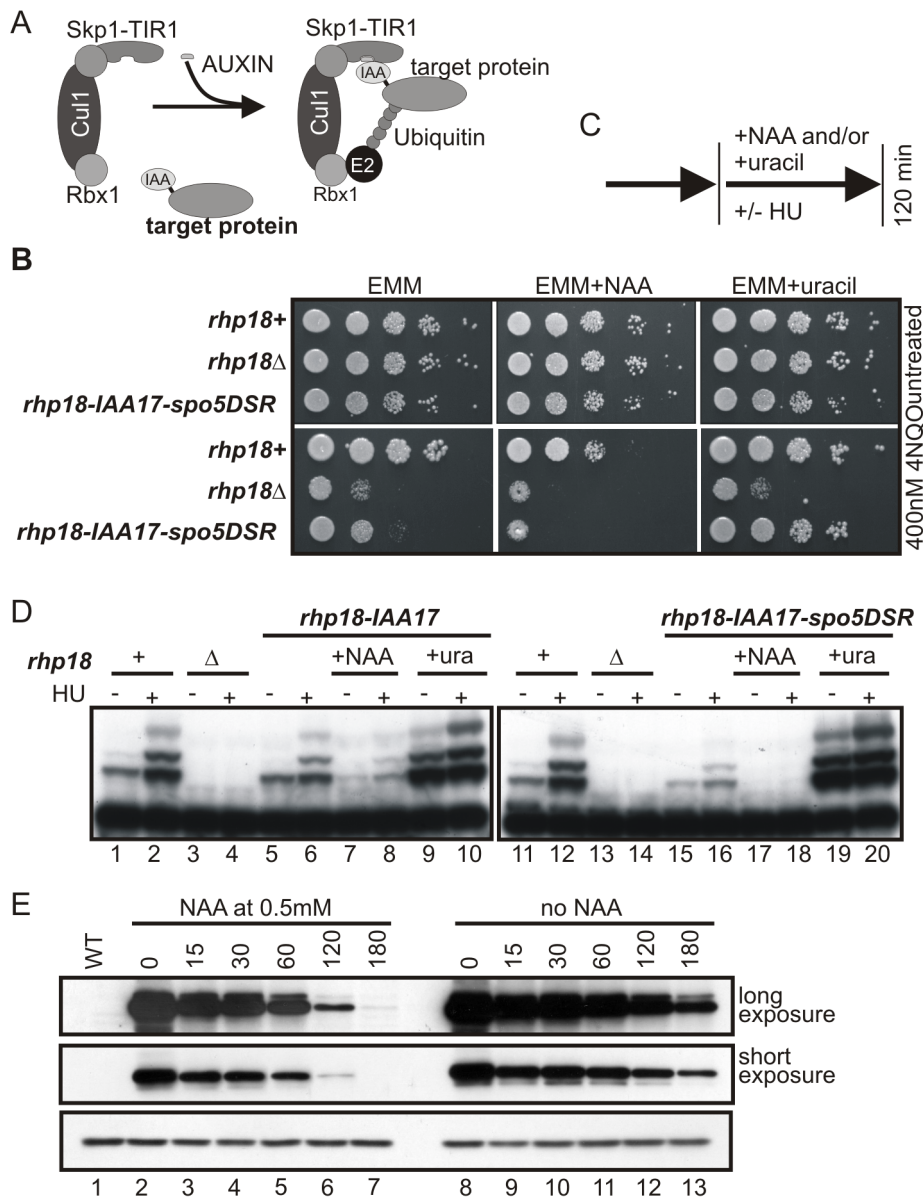 A
Skp1-TIR1
Cul1
Rbx1
IAA
target protein
AUXIN
Skp1-TIR1
IAA
target protein
Cul1
Ubiquitin
E2
Rbx1
C
+NAA and/or
+uracil
+/- HU
120 min
B
EMM EMM+NAA EMM+uracil
rhp18+
rhp18Δ
rhp18-IAA17-spo5DSR
untreated
rhp18+
rhp18Δ
rhp18-IAA17-spo5DSR
400nM 4NQO
D
rhp18-IAA17 rhp18-IAA17-spo5DSR
rhp18 + Δ +NAA +ura + Δ +NAA +ura
HU - + - + - + - + - + - + - + - + - + - +
1 2 3 4 5 6 7 8 9 10 11 12 13 14 15 16 17 18 19 20
E
NAA at 0.5mM no NAA
WT 0 15 30 60 120 180 0 15 30 60 120 180
long
exposure
short
exposure
1 2 3 4 5 6 7 8 9 10 11 12 13